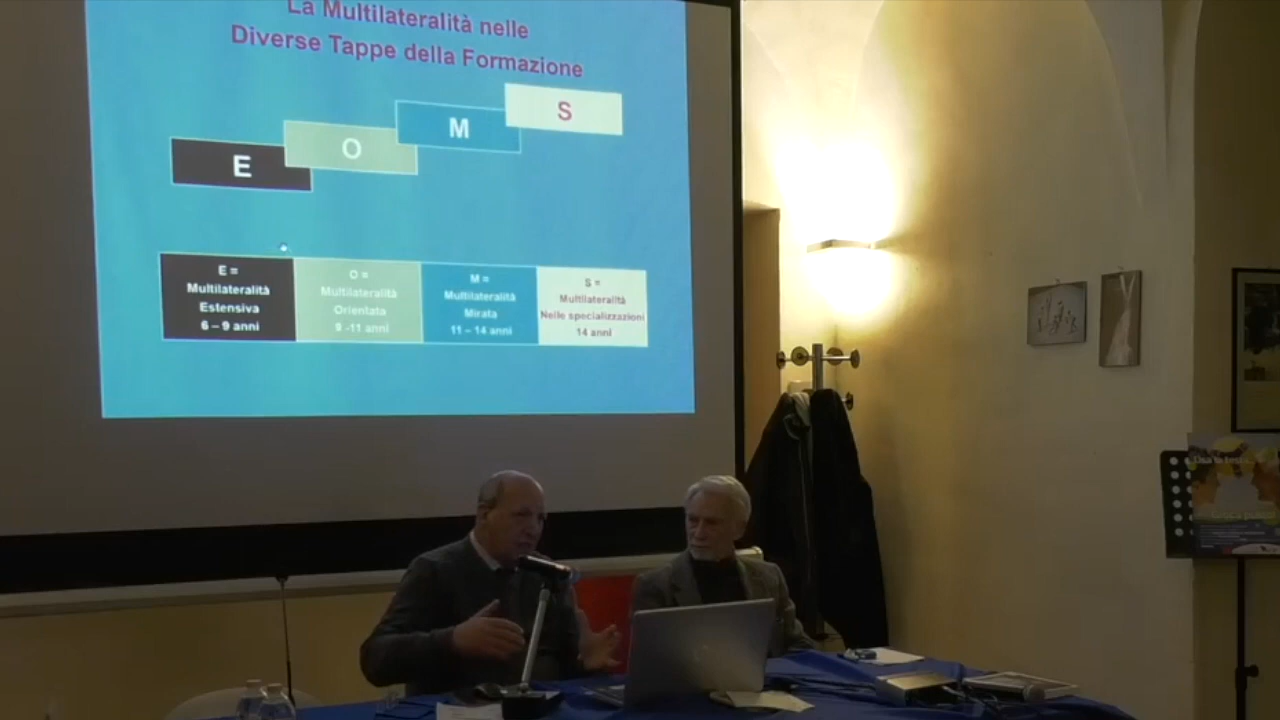 La Multilateralità nelle
Diverse Tappe della Formazione
E
O
M
S
E =
Multilateralità
Estensiva
6 – 9 anni
O =
Multilateralità
Orientata
9 -11 anni
M =
Multilateralità
Mirata
11 – 14 anni
S =
Multilateralità
Nelle specializzazioni
14 anni